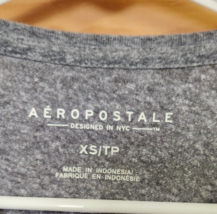 AÉROPOSTALE
DESIGNED IN NYC
XS/TP
MADE IN INDONESIA/
FABRIQUÉ EN INDONÉSIE